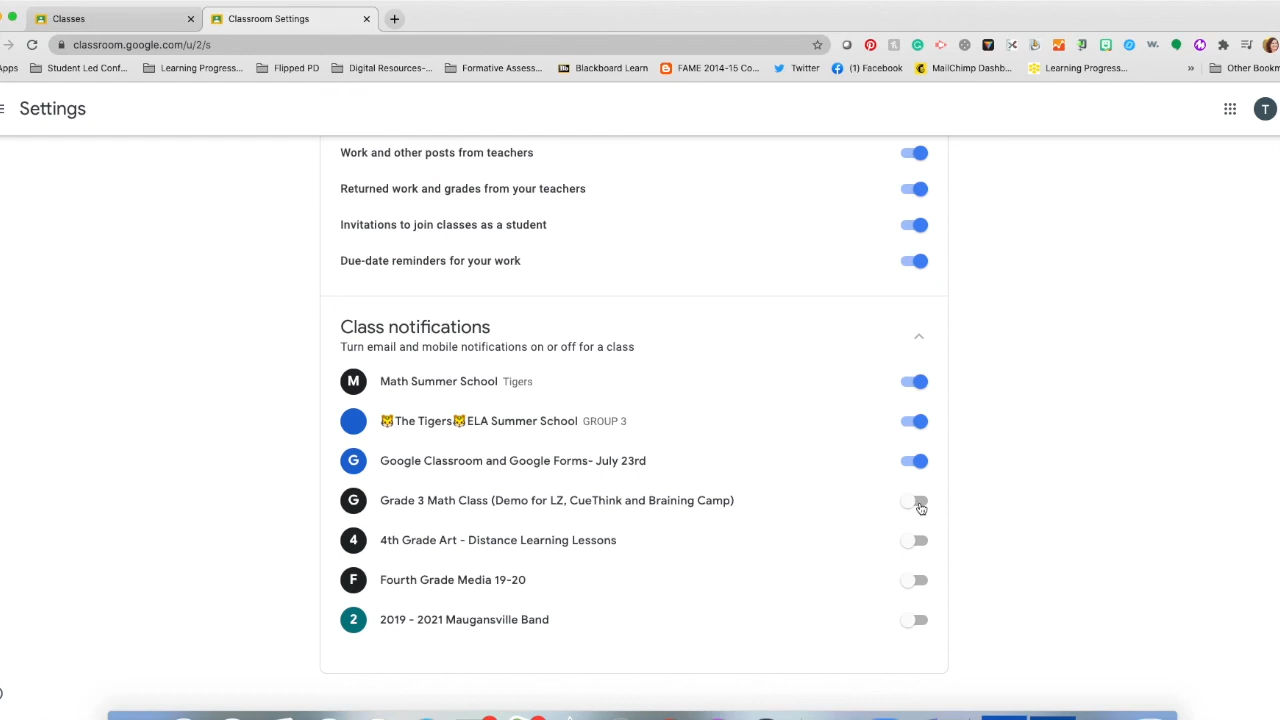 Classes
Classroom Settings
classroom.google.com/u/2/s
Apps
Student Led Conf...
Learning Progress...
Flipped PD
Digital Resources-...
Formative Assess...
Blackboard Learn
FAME 2014-15 Co...
Twitter
(1) Facebook
MailChimp Dashb...
Learning Progress...
Other Bookm
Settings
T
Work and other posts from teachers
Returned work and grades from your teachers
Invitations to join classes as a student
Due-date reminders for your work
Class notifications
Turn email and mobile notifications on or off for a class
M Math Summer School Tigers
🐯The Tigers🐯ELA Summer School GROUP 3
G Google Classroom and Google Forms- July 23rd
G Grade 3 Math Class (Demo for LZ, CueThink and Braining Camp)
4 4th Grade Art - Distance Learning Lessons
F Fourth Grade Media 19-20
2 2019 - 2021 Maugansville Band